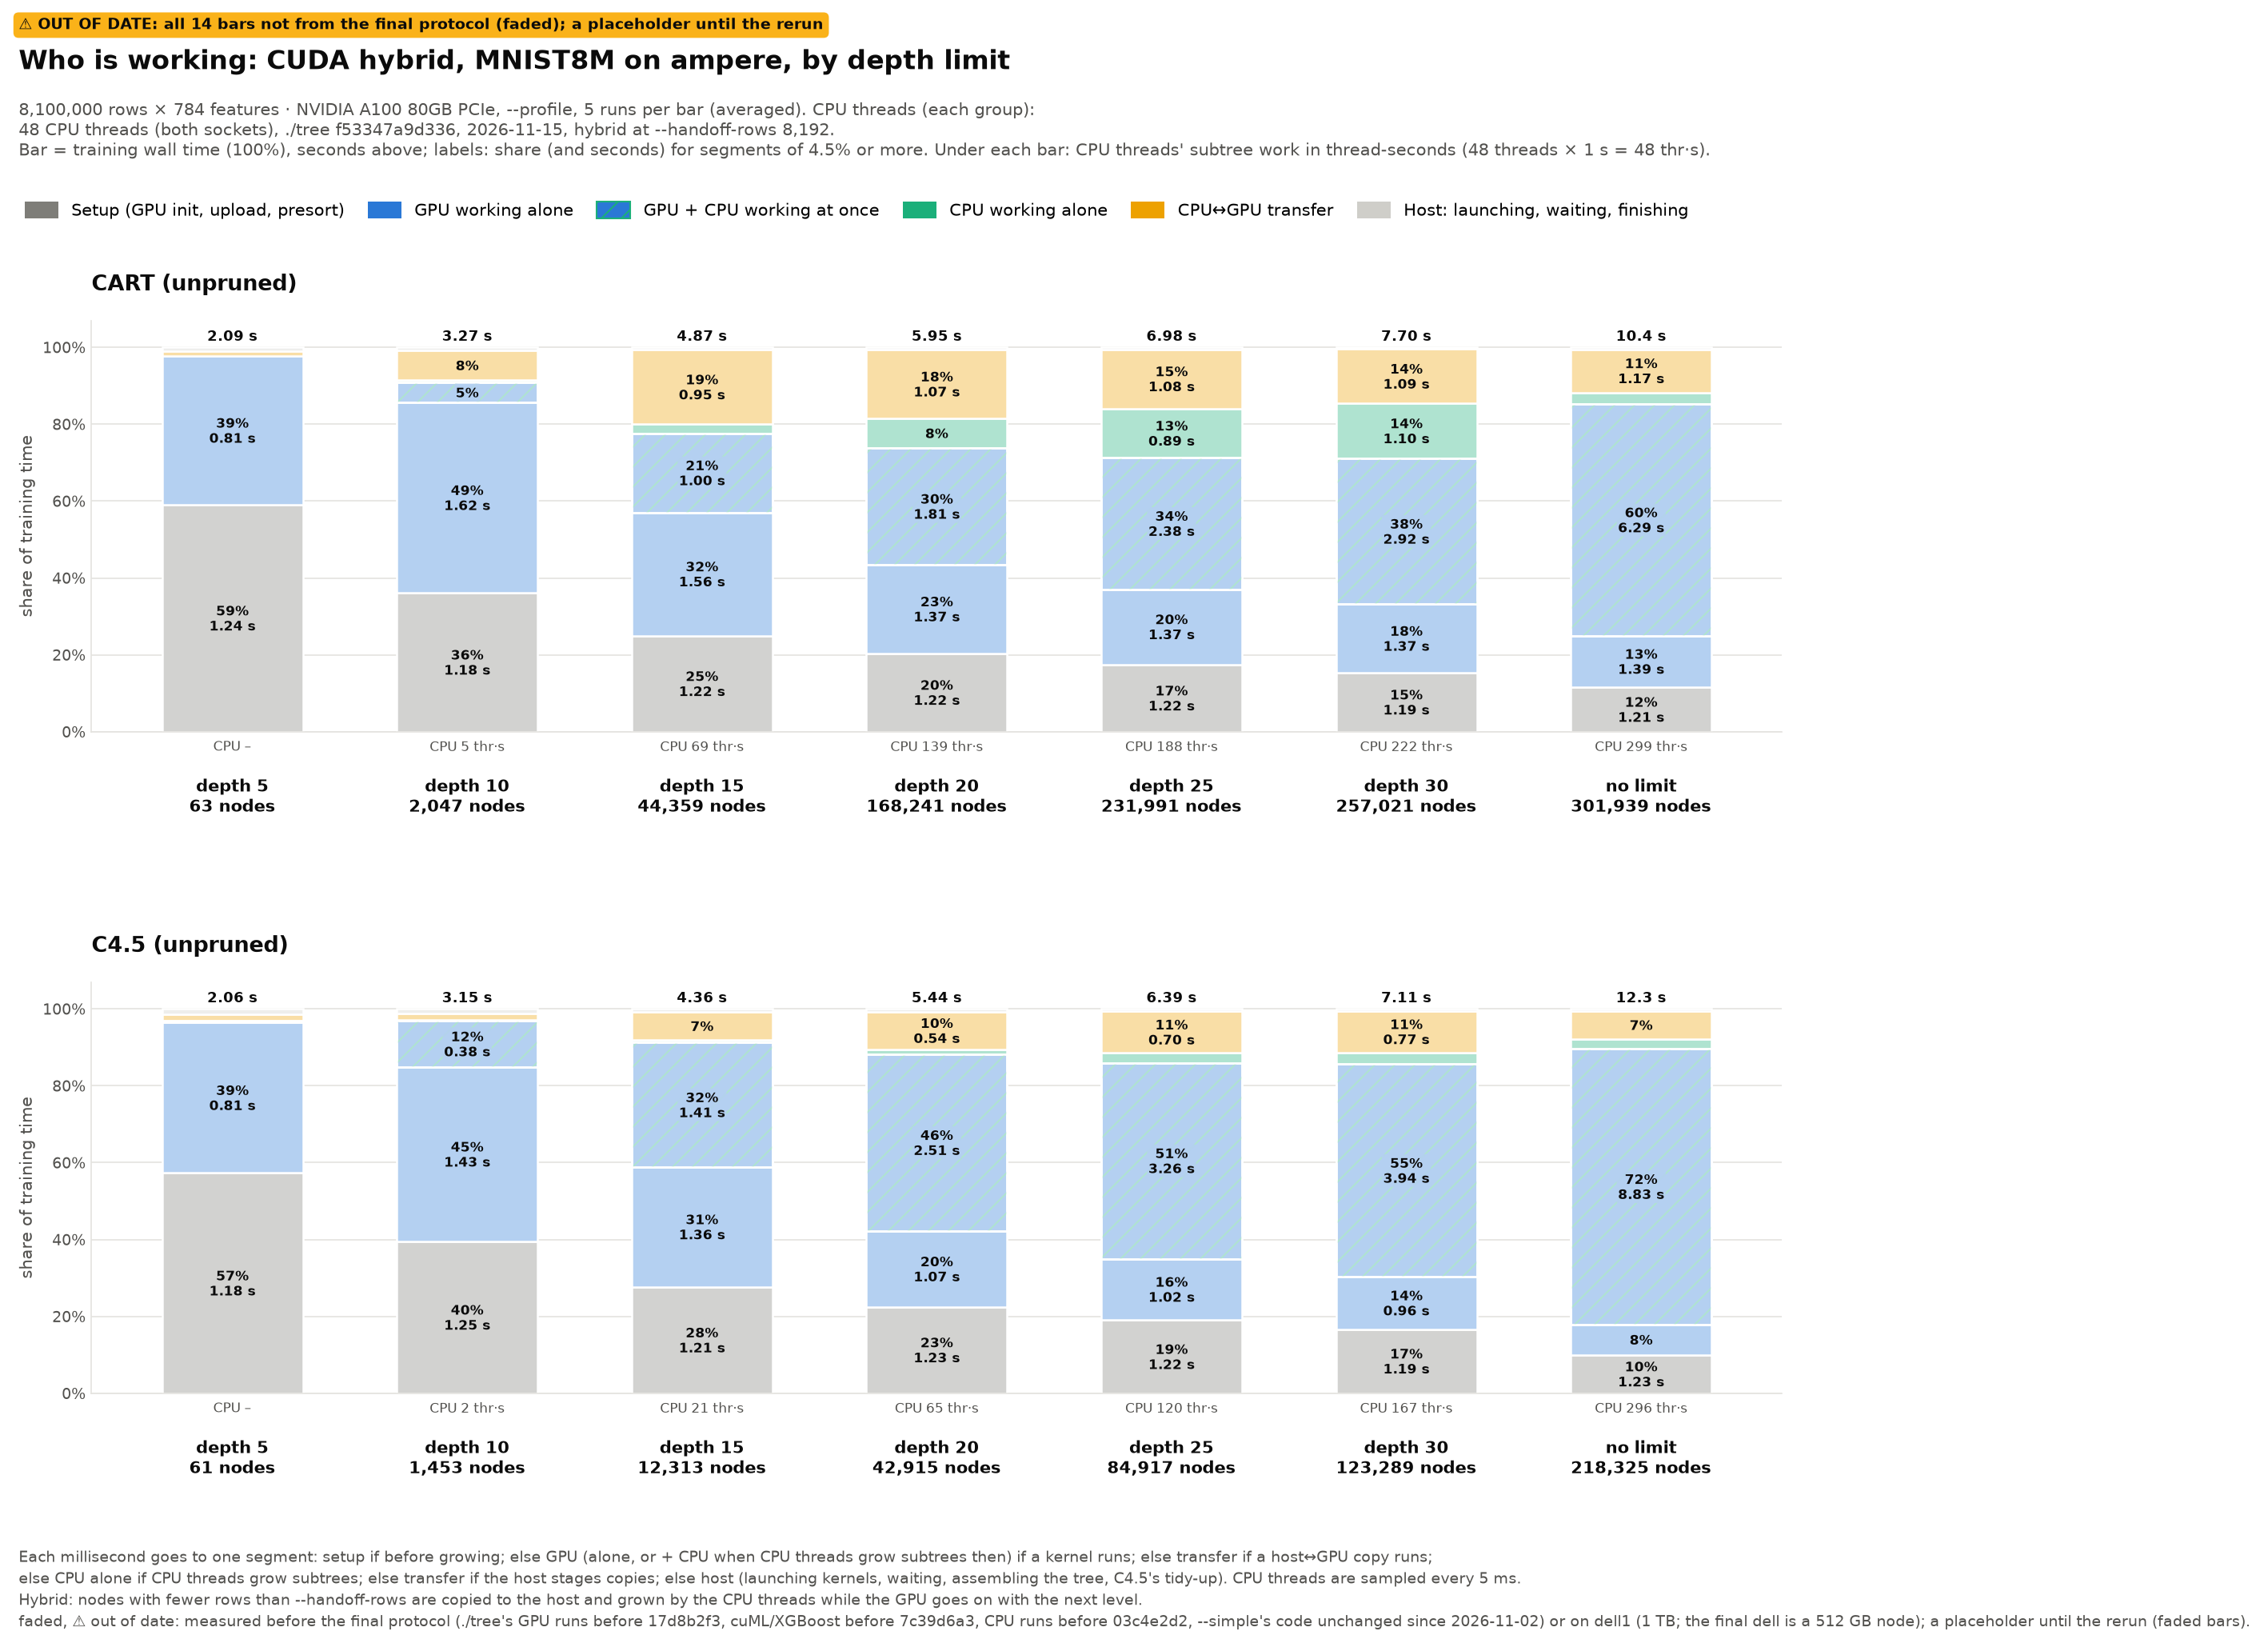 ⚠ OUT OF DATE: all 14 bars not from the final protocol (faded); a placeholder until the rerun
Who is working: CUDA hybrid, MNIST8M on ampere, by depth limit
8,100,000 rows × 784 features · NVIDIA A100 80GB PCIe, --profile, 5 runs per bar (averaged). CPU threads (each group):
48 CPU threads (both sockets), ./tree f53347a9d336, 2026-11-15, hybrid at --handoff-rows 8,192.
Bar = training wall time (100%), seconds above; labels: share (and seconds) for segments of 4.5% or more. Under each bar: CPU threads' subtree work in thread-seconds (48 threads × 1 s = 48 thr·s).
Setup (GPU init, upload, presort) GPU working alone GPU + CPU working at once CPU working alone CPU↔GPU transfer Host: launching, waiting, finishing
CART (unpruned)
share of training time
100%
80%
60%
40%
20%
0%
2.09 s
39%
0.81 s
59%
1.24 s
CPU –
depth 5
63 nodes
3.27 s
8%
5%
49%
1.62 s
36%
1.18 s
CPU 5 thr·s
depth 10
2,047 nodes
4.87 s
19%
0.95 s
21%
1.00 s
32%
1.56 s
25%
1.22 s
CPU 69 thr·s
depth 15
44,359 nodes
5.95 s
18%
1.07 s
8%
30%
1.81 s
23%
1.37 s
20%
1.22 s
CPU 139 thr·s
depth 20
168,241 nodes
6.98 s
15%
1.08 s
13%
0.89 s
34%
2.38 s
20%
1.37 s
17%
1.22 s
CPU 188 thr·s
depth 25
231,991 nodes
7.70 s
14%
1.09 s
14%
1.10 s
38%
2.92 s
18%
1.37 s
15%
1.19 s
CPU 222 thr·s
depth 30
257,021 nodes
10.4 s
11%
1.17 s
60%
6.29 s
13%
1.39 s
12%
1.21 s
CPU 299 thr·s
no limit
301,939 nodes
C4.5 (unpruned)
share of training time
100%
80%
60%
40%
20%
0%
2.06 s
39%
0.81 s
57%
1.18 s
CPU –
depth 5
61 nodes
3.15 s
12%
0.38 s
45%
1.43 s
40%
1.25 s
CPU 2 thr·s
depth 10
1,453 nodes
4.36 s
7%
32%
1.41 s
31%
1.36 s
28%
1.21 s
CPU 21 thr·s
depth 15
12,313 nodes
5.44 s
10%
0.54 s
46%
2.51 s
20%
1.07 s
23%
1.23 s
CPU 65 thr·s
depth 20
42,915 nodes
6.39 s
11%
0.70 s
51%
3.26 s
16%
1.02 s
19%
1.22 s
CPU 120 thr·s
depth 25
84,917 nodes
7.11 s
11%
0.77 s
55%
3.94 s
14%
0.96 s
17%
1.19 s
CPU 167 thr·s
depth 30
123,289 nodes
12.3 s
7%
72%
8.83 s
8%
10%
1.23 s
CPU 296 thr·s
no limit
218,325 nodes
Each millisecond goes to one segment: setup if before growing; else GPU (alone, or + CPU when CPU threads grow subtrees then) if a kernel runs; else transfer if a host↔GPU copy runs;
else CPU alone if CPU threads grow subtrees; else transfer if the host stages copies; else host (launching kernels, waiting, assembling the tree, C4.5's tidy-up). CPU threads are sampled every 5 ms.
Hybrid: nodes with fewer rows than --handoff-rows are copied to the host and grown by the CPU threads while the GPU goes on with the next level.
faded, ⚠ out of date: measured before the final protocol (./tree's GPU runs before 17d8b2f3, cuML/XGBoost before 7c39d6a3, CPU runs before 03c4e2d2, --simple's code unchanged since 2026-11-02) or on dell1 (1 TB; the final dell is a 512 GB node); a placeholder until the rerun (faded bars).